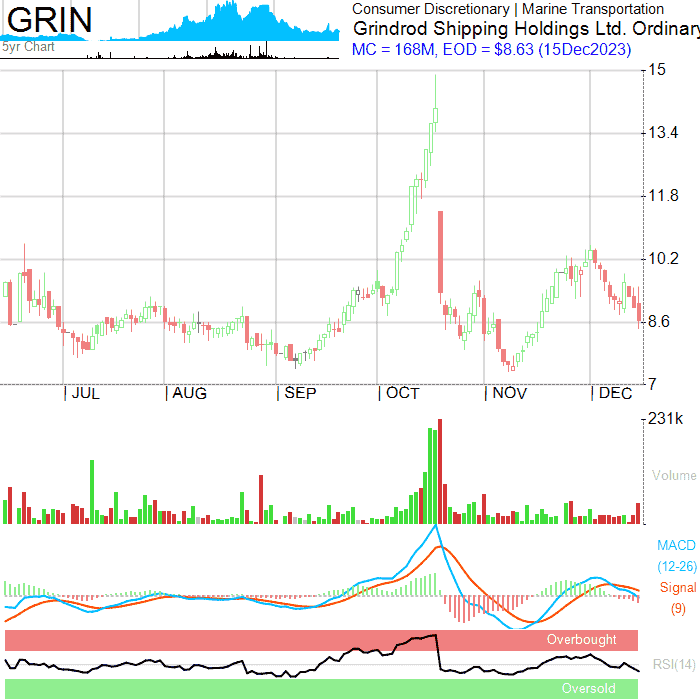 GRIN
5yr Chart
Consumer Discretionary | Marine Transportation
Grindrod Shipping Holdings Ltd. Ordinary
MC = 168M, EOD = $8.63 (15Dec2023)
15
13.4
11.8
10.2
8.6
7
| JUL | AUG | SEP | OCT | NOV | DEC
231k
Volume
MACD
(12-26)
Signal
(9)
Overbought
RSI(14)
Oversold